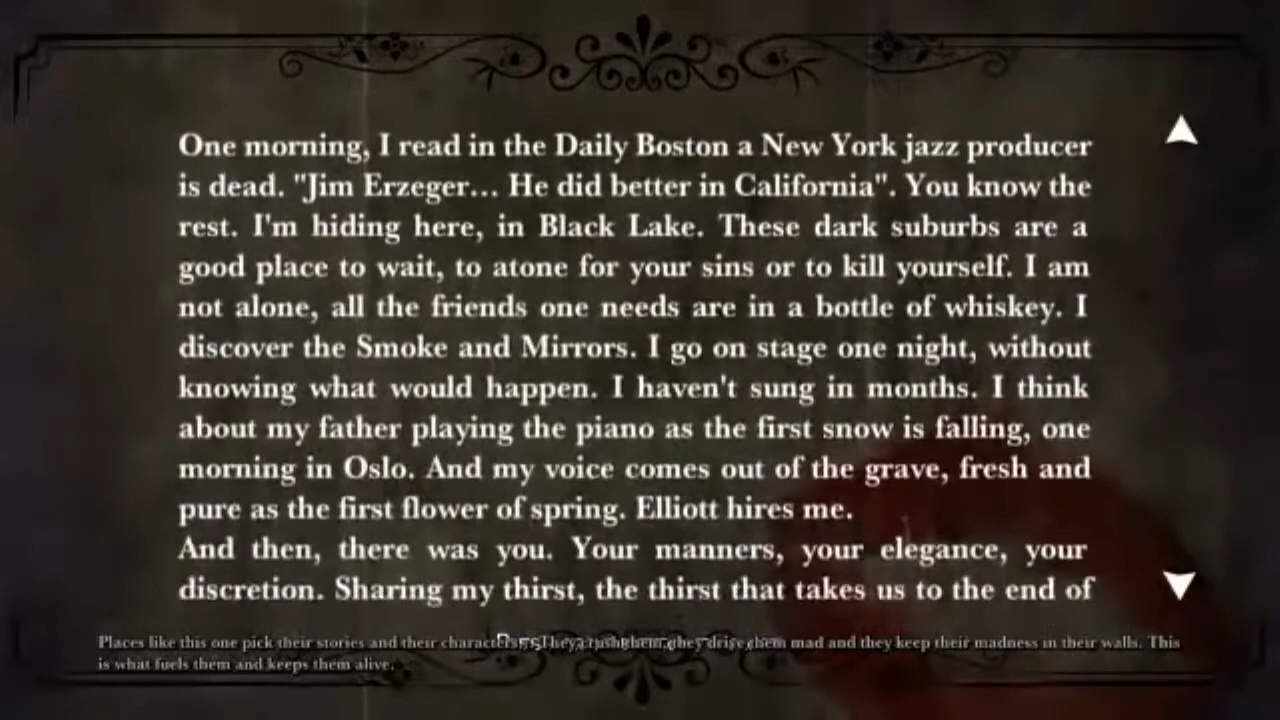 One morning, I read in the Daily Boston a New York jazz producer
is dead. "Jim Erzeger... He did better in California". You know the
rest. I'm hiding here, in Black Lake. These dark suburbs are a
good place to wait, to atone for your sins or to kill yourself. I am
not alone, all the friends one needs are in a bottle of whiskey. I
discover the Smoke and Mirrors. I go on stage one night, without
knowing what would happen. I haven't sung in months. I think
about my father playing the piano as the first snow is falling, one
morning in Oslo. And my voice comes out of the grave, fresh and
pure as the first flower of spring. Elliott hires me.
And then, there was you. Your manners, your elegance, your
discretion. Sharing my thirst, the thirst that takes us to the end of
Places like this one pick their stories and their mad and they keep their madness in their walls. This
is what fuels them and keeps them alive.